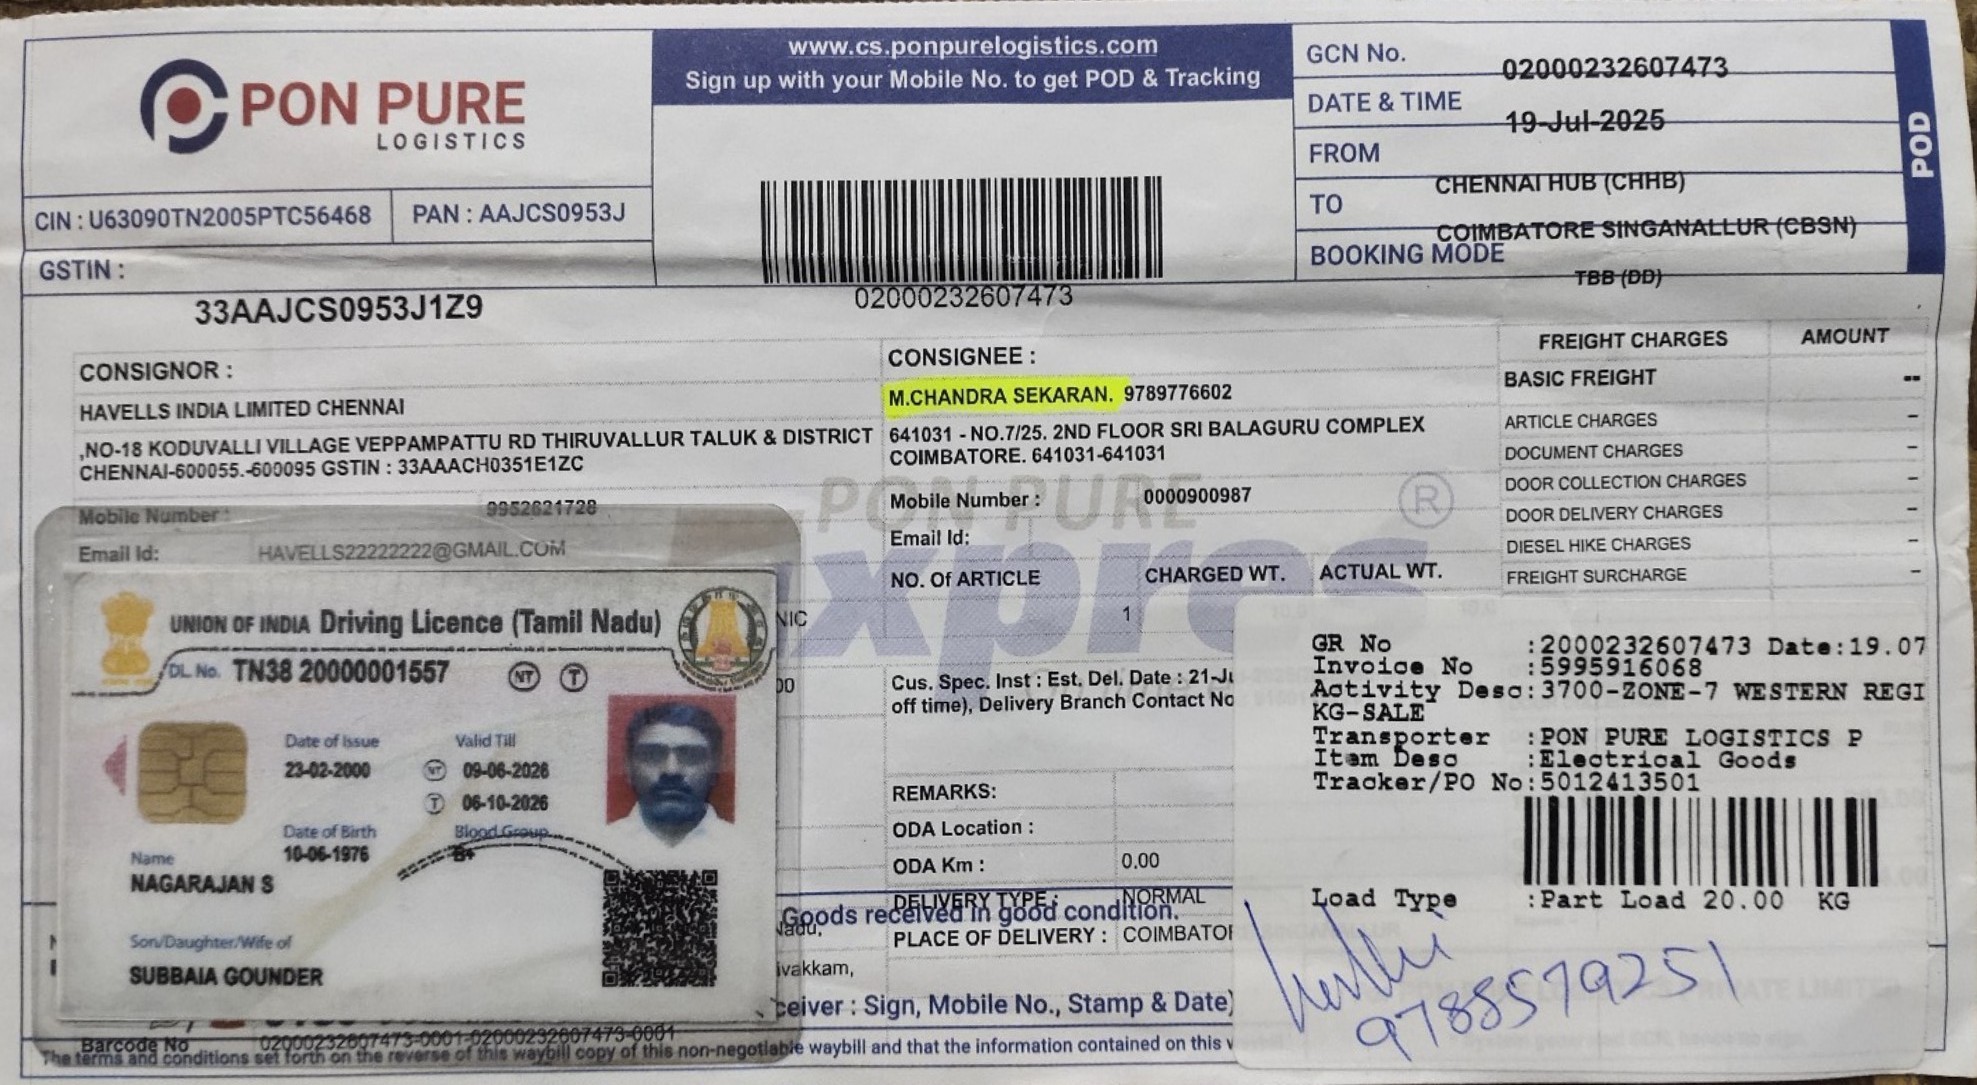 PON PURE
LOGISTICS
www.cs.ponpurelogistics.com
Sign up with your Mobile No. to get POD & Tracking
GCN No. 02000232607473
DATE & TIME 19-Jul-2025
FROM CHENNAI HUB (CHHB)
TO COIMBATORE SINGANALLUR (CBSN)
BOOKING MODE TBB (DD)
POD
CIN : U63090TN2005PTC56468 PAN : AAJCS0953J
GSTIN :
33AAJCS0953J1Z9
02000232607473
CONSIGNOR :
HAVELLS INDIA LIMITED CHENNAI
,NO-18 KODUVALLI VILLAGE VEPPAMPATTU RD THIRUVALLUR TALUK & DISTRICT
CHENNAI-600055.-600095 GSTIN : 33AAACH0351E1ZC
Mobile Number : 9952621728
Email Id: HAVELLS22222222@GMAIL.COM
CONSIGNEE :
M.CHANDRA SEKARAN. 9789776602
641031 - NO.7/25. 2ND FLOOR SRI BALAGURU COMPLEX
COIMBATORE. 641031-641031
Mobile Number : 0000900987
Email Id:
NO. Of ARTICLE CHARGED WT. ACTUAL WT.
NIC 1
00
Cus. Spec. Inst : Est. Del. Date : 21-Ju
off time), Delivery Branch Contact No
REMARKS:
ODA Location :
ODA Km : 0.00
DELIVERY TYPE : NORMAL
Goods received in good condition.
PLACE OF DELIVERY : COIMBATOR
Nadu,
ivakkam,
ceiver : Sign, Mobile No., Stamp & Date)
Barcode No 02000232607473-0001-02000232607473-0001
The terms and conditions set forth on the reverse of this waybill copy of this non-negotiable waybill and that the information contained on this w
PON PURE
xpres
®
FREIGHT CHARGES AMOUNT
BASIC FREIGHT --
ARTICLE CHARGES -
DOCUMENT CHARGES -
DOOR COLLECTION CHARGES -
DOOR DELIVERY CHARGES -
DIESEL HIKE CHARGES -
FREIGHT SURCHARGE -
UNION OF INDIA Driving Licence (Tamil Nadu)
DL. No. TN38 20000001557 NT T
Date of Issue Valid Till
23-02-2000 NT 09-06-2026
T 06-10-2026
Date of Birth Blood Group
10-06-1976 B+
Name
NAGARAJAN S
Son/Daughter/Wife of
SUBBAIA GOUNDER
GR No :2000232607473 Date:19.07
Invoice No :5995916068
Activity Desc:3700-ZONE-7 WESTERN REGI
KG-SALE
Transporter :PON PURE LOGISTICS P
Item Desc :Electrical Goods
Tracker/PO No:5012413501
Load Type :Part Load 20.00 KG
9788579251